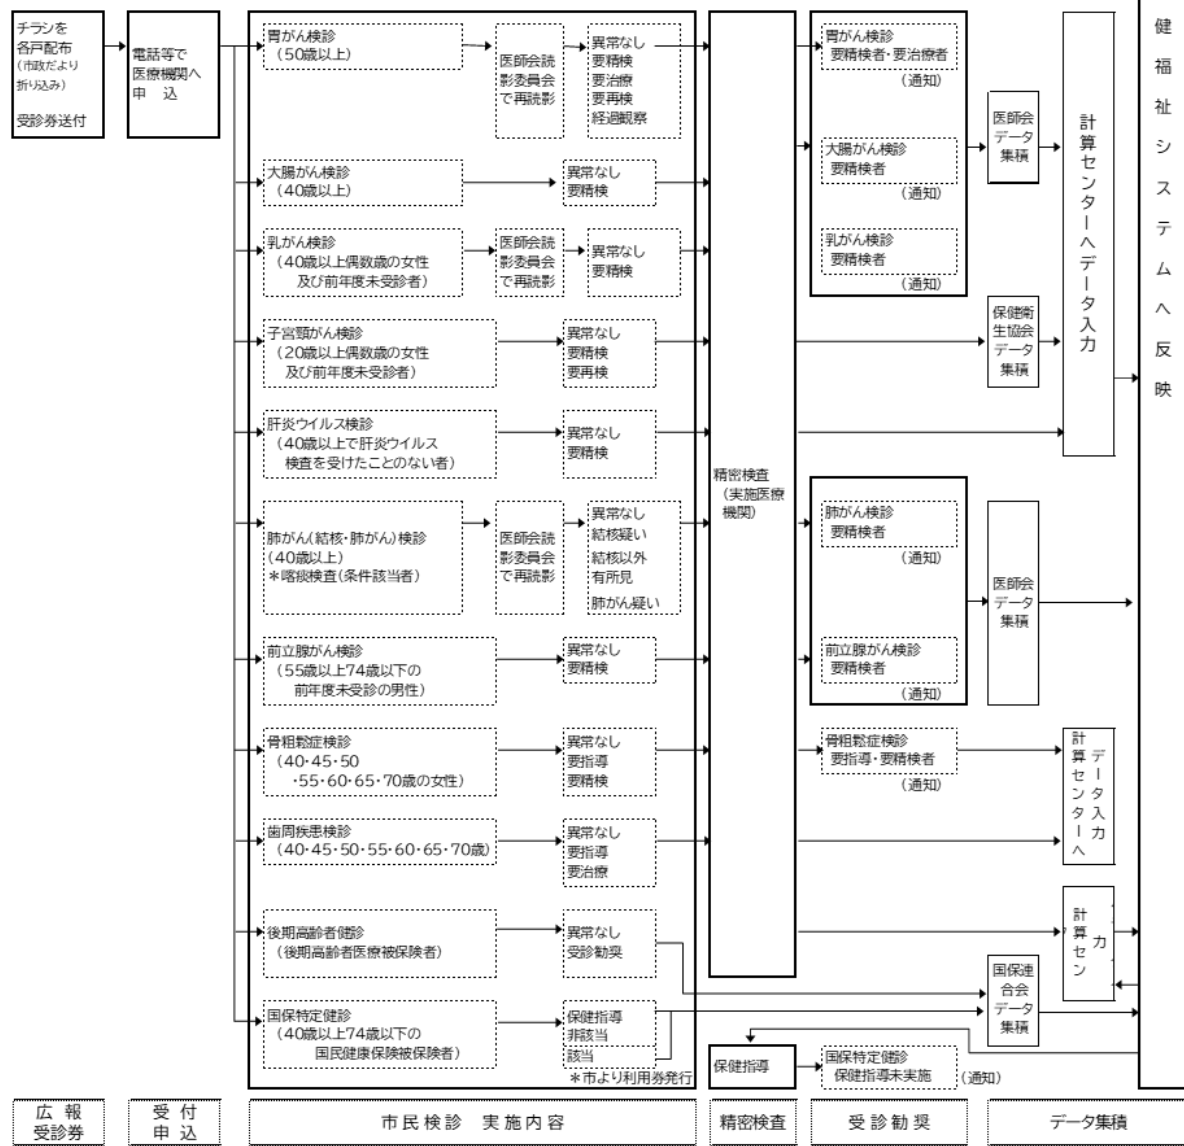 チラシを
各戸配布
（市政だより
折り込み）
受診券送付
電話等で
医療機関へ
申　込
胃がん検診
（50歳以上）
医師会読
影委員会
で再読影
異常なし
要精検
要治療
要再検
経過観察
胃がん検診
要精検者・要治療者
（通知）
大腸がん検診
（40歳以上）
異常なし
要精検
大腸がん検診
要精検者
（通知）
医師会
データ
集積
計算センターへデータ入力
健福祉システムへ反映
乳がん検診
（40歳以上偶数歳の女性
及び前年度未受診者）
医師会読
影委員会
で再読影
異常なし
要精検
乳がん検診
要精検者
（通知）
子宮頸がん検診
（20歳以上偶数歳の女性
及び前年度未受診者）
異常なし
要精検
要再検
保健衛
生協会
データ
集積
肝炎ウイルス検診
（40歳以上で肝炎ウイルス
検査を受けたことのない者）
異常なし
要精検
精密検査
（実施医療
機関）
肺がん（結核・肺がん）検診
（40歳以上）
＊喀痰検査（条件該当者）
医師会読
影委員会
で再読影
異常なし
結核疑い
結核以外
有所見
肺がん疑い
肺がん検診
要精検者
（通知）
医師会
データ
集積
前立腺がん検診
（55歳以上74歳以下の
前年度未受診の男性）
異常なし
要精検
前立腺がん検診
要精検者
（通知）
骨粗鬆症検診
（40・45・50
・55・60・65・70歳の女性）
異常なし
要指導
要精検
骨粗鬆症検診
要指導・要精検者
（通知）
計算センターへ
データ入力
歯周疾患検診
（40・45・50・55・60・65・70歳）
異常なし
要指導
要治療
後期高齢者健診
（後期高齢者医療被保険者）
異常なし
受診勧奨
計算セン
力
国保連
合会
データ
集積
国保特定健診
（40歳以上74歳以下の
国民健康保険被保険者）
保健指導
非該当
該当
＊市より利用券発行
保健指導
国保特定健診
保健指導未実施
（通知）
広　報
受診券
受　付
申　込
市民検診　実施内容
精密検査
受診勧奨
データ集積